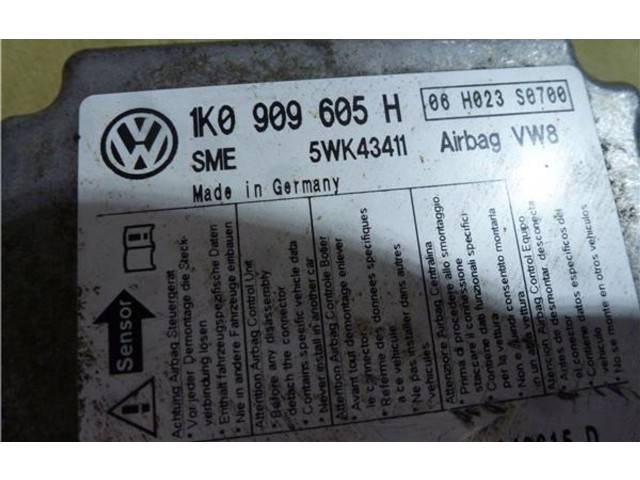 1K0 909 605 H
06 H023 S0700
SME 5WK43411 Airbag VW8
Made in Germany
Sensor
Achtung Airbag Steuergerät
• Vor jeder Demontage die Steck-
verbindung lösen
• Enthält fahrzeugspezifische Daten
• Nie in andere Fahrzeuge einbauen
Attention Airbag Control Unit
• Before any disassembly
detach the connector
• Contains specific vehicle data
• Never install in another car
Attention Airbag Controle Boîtier
• Avant tout démontage enlever
le connecteur
• Referme des données spécifiques
a ce véhicule
• Ne pas installer dans autres
véhicules
Attenzione Airbag Centralina
• Prima di procedere allo smontaggio
staccare il connessione
• Contiene dati funzionali specifici
per la vettura
• Non è consentito montarla
in un altra vettura
Atención Airbag Control Equipo
• Antes de desmontar, desconecta
el conector
• Contiene datos específicos del
vehículo
• No se monte en otros vehículos